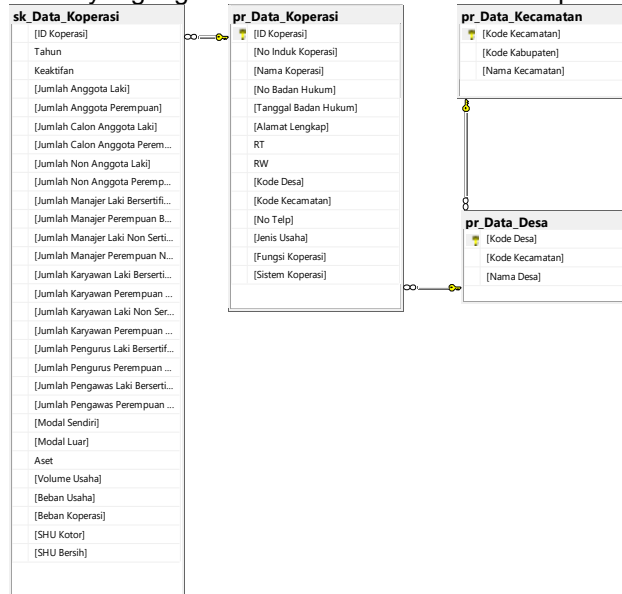 sk_Data_Koperasi
[ID Koperasi]
Tahun
Keaktifan
[Jumlah Anggota Laki]
[Jumlah Anggota Perempuan]
[Jumlah Calon Anggota Laki]
[Jumlah Calon Anggota Perem...
[Jumlah Non Anggota Laki]
[Jumlah Non Anggota Peremp...
[Jumlah Manajer Laki Bersertifi...
[Jumlah Manajer Perempuan B...
[Jumlah Manajer Laki Non Serti...
[Jumlah Manajer Perempuan N...
[Jumlah Karyawan Laki Berserti...
[Jumlah Karyawan Perempuan ...
[Jumlah Karyawan Laki Non Ser...
[Jumlah Karyawan Perempuan ...
[Jumlah Pengurus Laki Bersertif...
[Jumlah Pengurus Perempuan ...
[Jumlah Pengawas Laki Berserti...
[Jumlah Pengawas Perempuan ...
[Modal Sendiri]
[Modal Luar]
Aset
[Volume Usaha]
[Beban Usaha]
[Beban Koperasi]
[SHU Kotor]
[SHU Bersih]
pr_Data_Koperasi
[ID Koperasi]
[No Induk Koperasi]
[Nama Koperasi]
[No Badan Hukum]
[Tanggal Badan Hukum]
[Alamat Lengkap]
RT
RW
[Kode Desa]
[Kode Kecamatan]
[No Telp]
[Jenis Usaha]
[Fungsi Koperasi]
[Sistem Koperasi]
pr_Data_Kecamatan
[Kode Kecamatan]
[Kode Kabupaten]
[Nama Kecamatan]
pr_Data_Desa
[Kode Desa]
[Kode Kecamatan]
[Nama Desa]